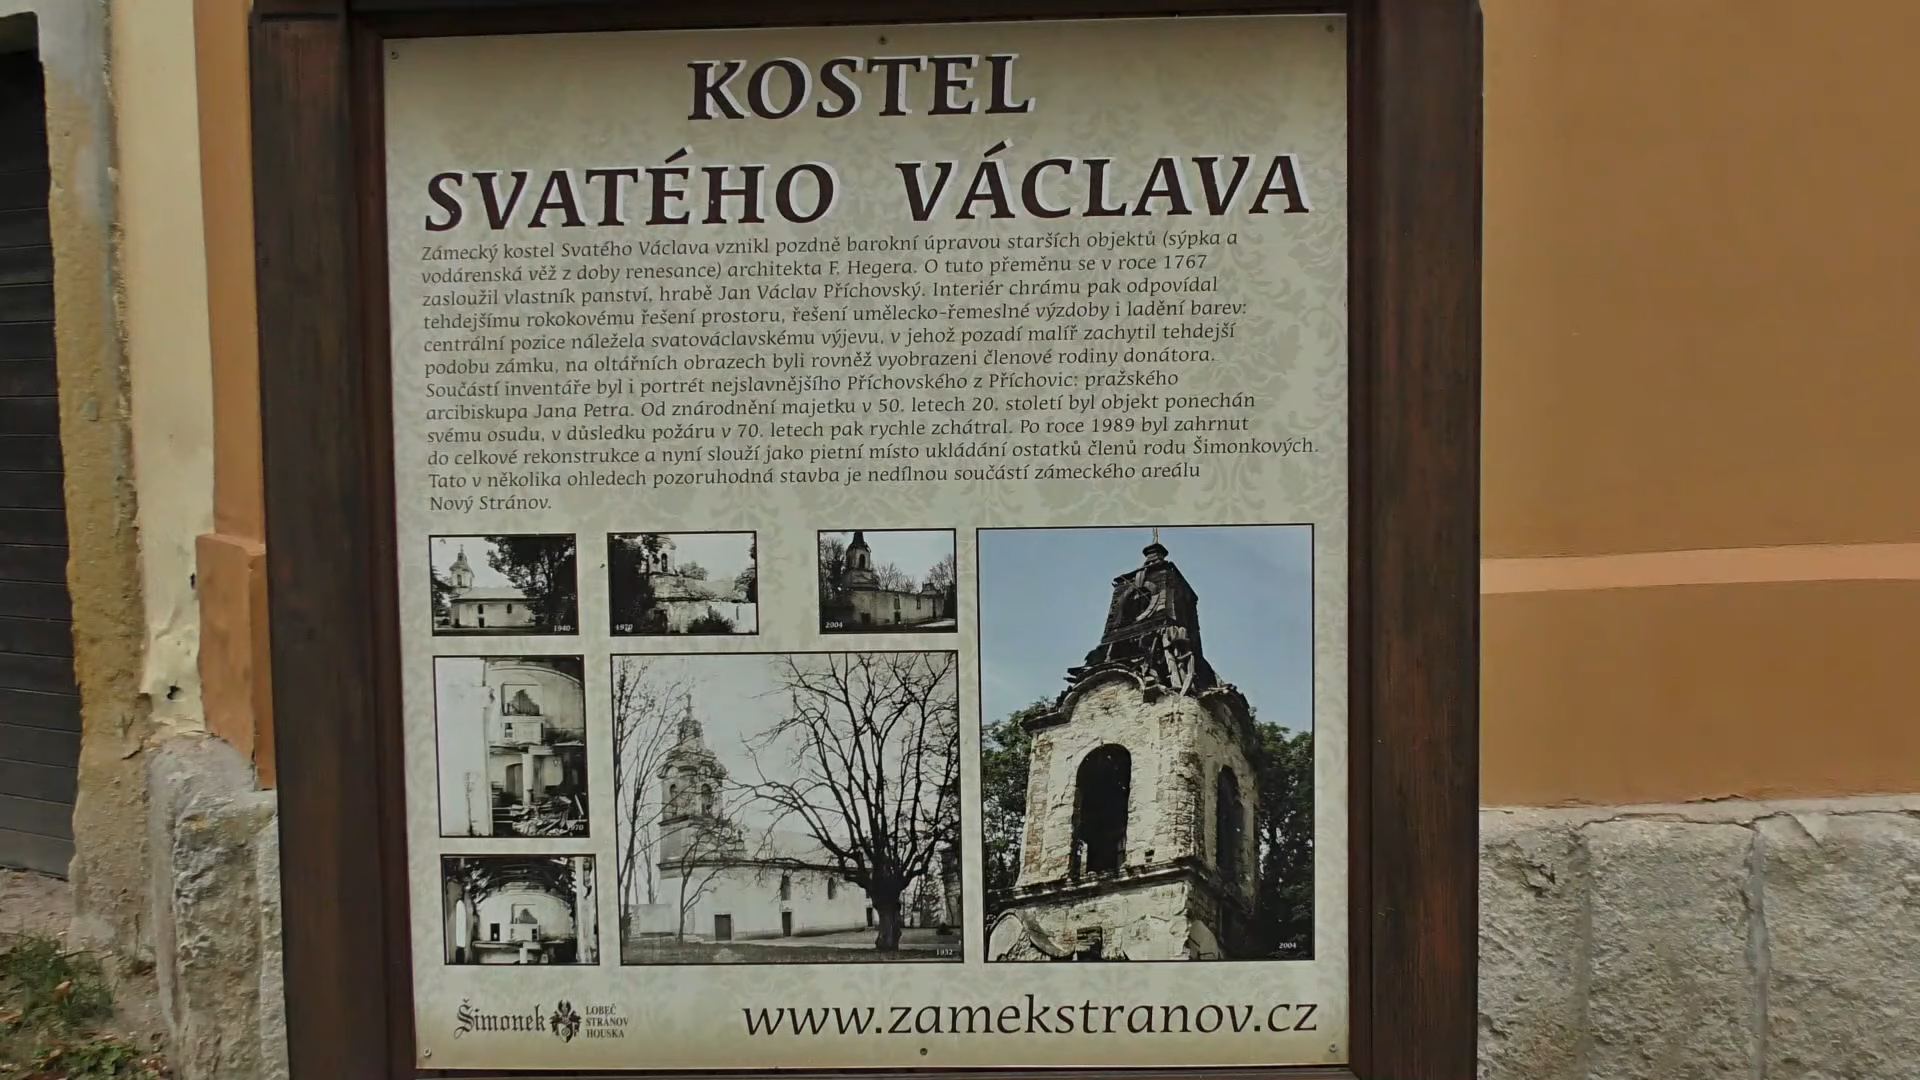 KOSTEL
SVATÉHO VÁCLAVA
Zámecký kostel Svatého Václava vznikl pozdně barokní úpravou starších objektů (sýpka a
vodárenská věž z doby renesance) architekta F. Hegera. O tuto přeměnu se v roce 1767
zasloužil vlastník panství, hrabě Jan Václav Příchovský. Interiér chrámu pak odpovídal
tehdejšímu rokokovému řešení prostoru, řešení umělecko-řemeslné výzdoby i ladění barev:
centrální pozice náležela svatováclavskému výjevu, v jehož pozadí malíř zachytil tehdejší
podobu zámku, na oltářních obrazech byli rovněž vyobrazeni členové rodiny donátora.
Součástí inventáře byl i portrét nejslavnějšího Příchovského z Příchovic: pražského
arcibiskupa Jana Petra. Od znárodnění majetku v 50. letech 20. století byl objekt ponechán
svému osudu, v důsledku požáru v 70. letech pak rychle zchátral. Po roce 1989 byl zahrnut
do celkové rekonstrukce a nyní slouží jako pietní místo ukládání ostatků členů rodu Šimonkových.
Tato v několika ohledech pozoruhodná stavba je nedílnou součástí zámeckého areálu
Nový Stránov.
1940
1970
2004
1970
1932
2004
Šimonek
LOBEČ
STRÁNOV
HOUSKA
www.zamekstranov.cz